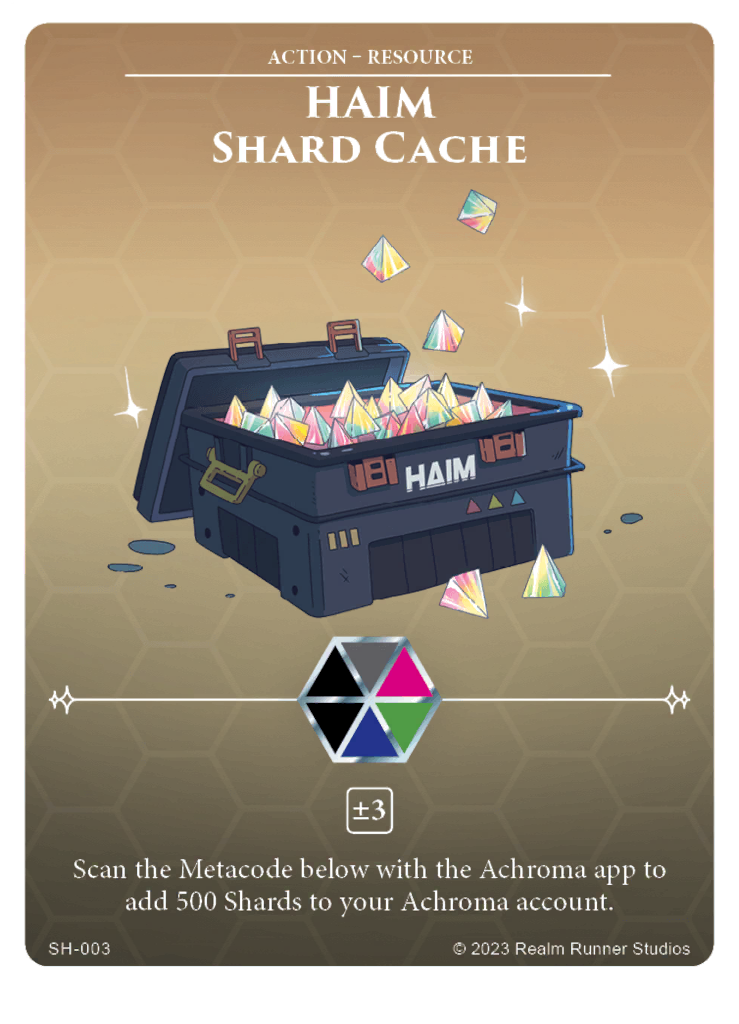 ACTION – RESOURCE
HAIM
SHARD CACHE
HAIM
±3
Scan the Metacode below with the Achroma app to
add 500 Shards to your Achroma account.
SH-003
© 2023 Realm Runner Studios